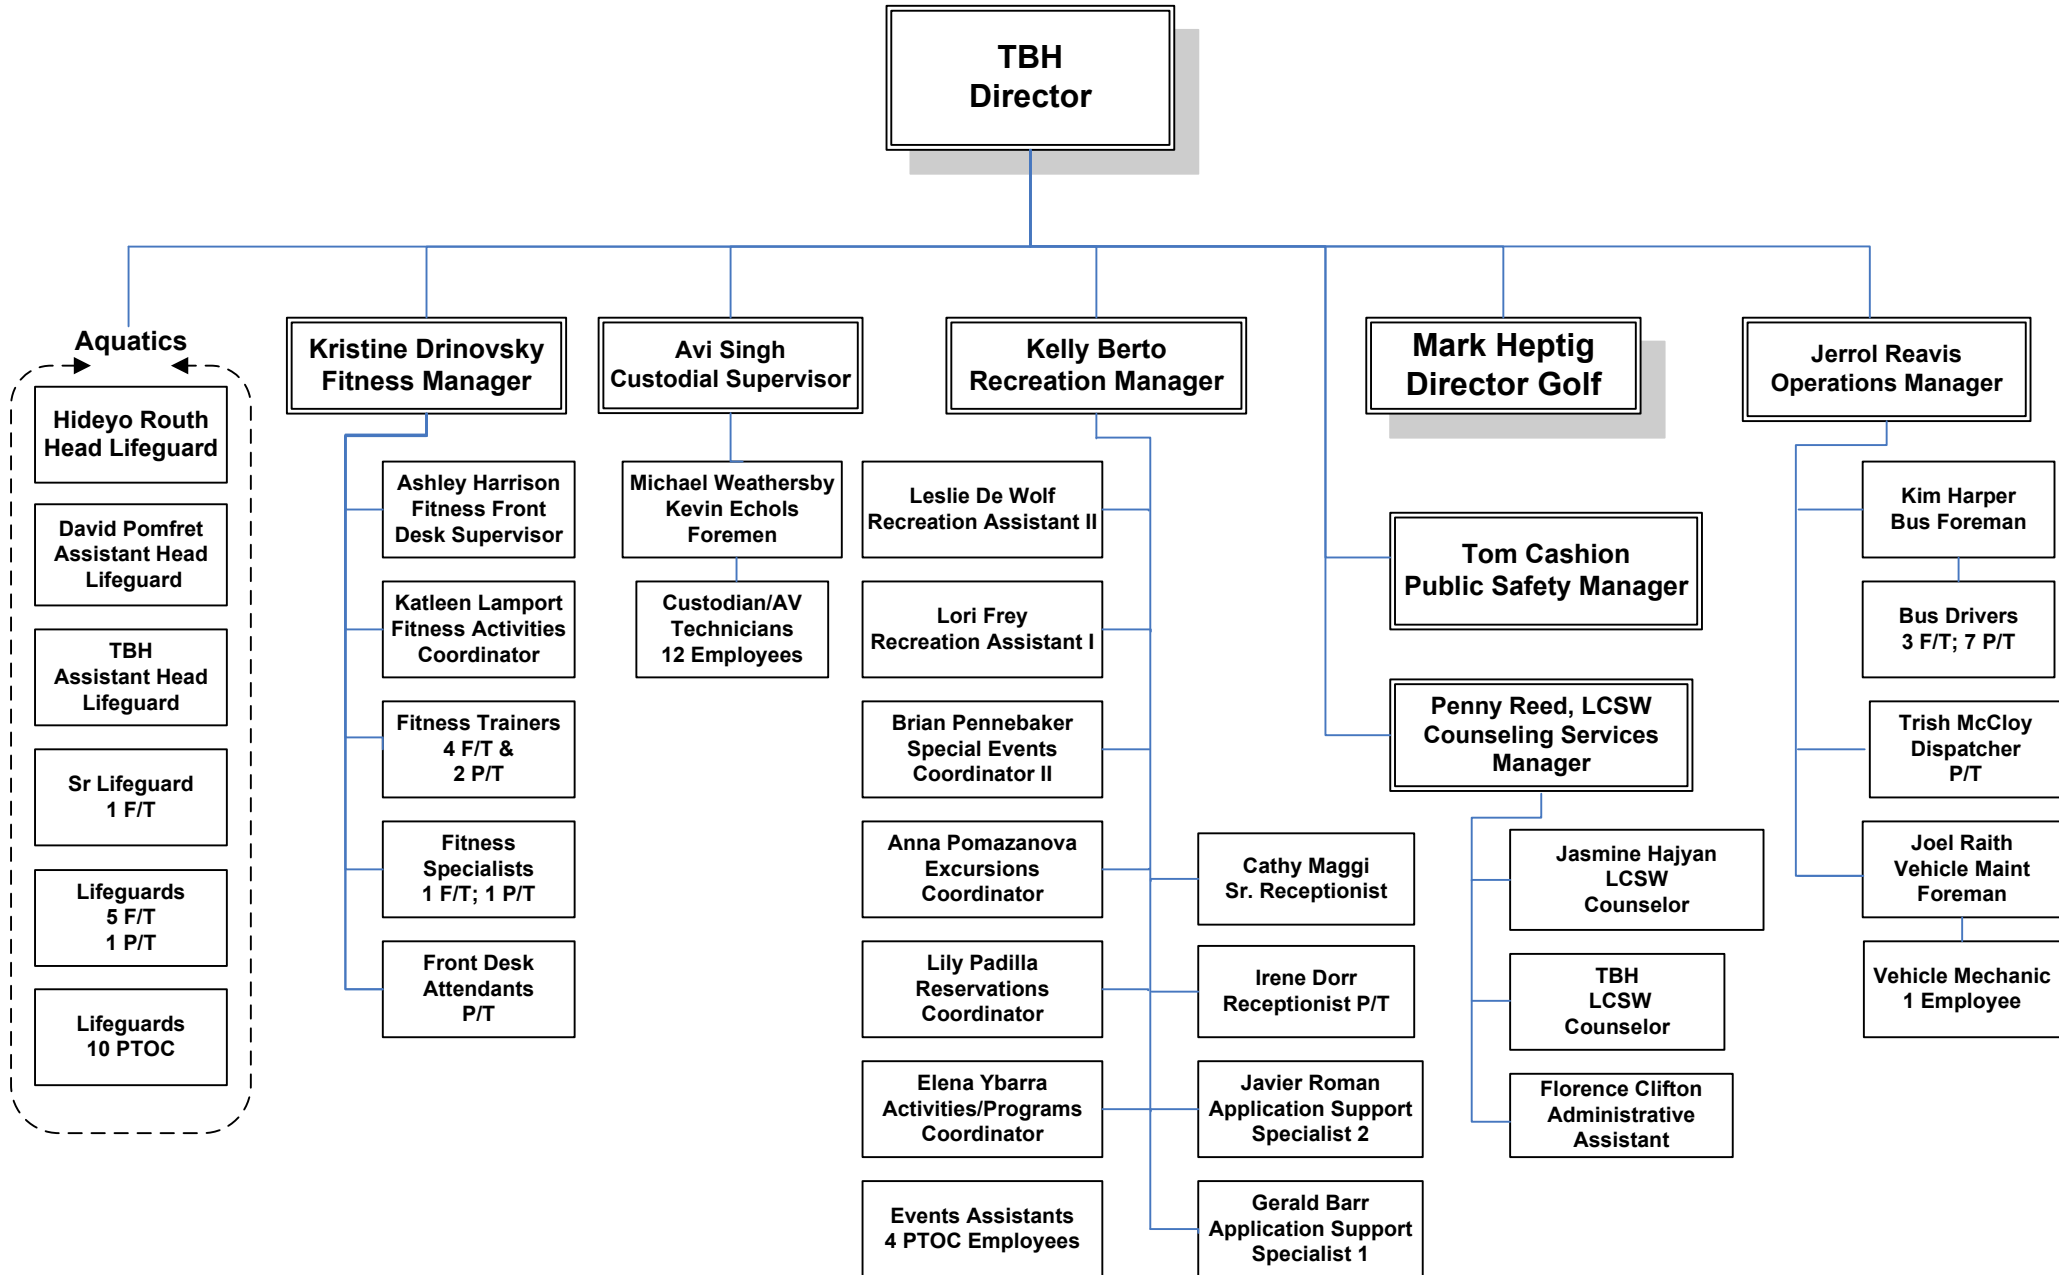 TBH
Director
Aquatics
Hideyo Routh
Head Lifeguard
David Pomfret
Assistant Head
Lifeguard
TBH
Assistant Head
Lifeguard
Sr Lifeguard
1 F/T
Lifeguards
5 F/T
1 P/T
Lifeguards
10 PTOC
Kristine Drinovsky
Fitness Manager
Ashley Harrison
Fitness Front
Desk Supervisor
Katleen Lamport
Fitness Activities
Coordinator
Fitness Trainers
4 F/T &
2 P/T
Fitness
Specialists
1 F/T; 1 P/T
Front Desk
Attendants
P/T
Avi Singh
Custodial Supervisor
Michael Weathersby
Kevin Echols
Foremen
Custodian/AV
Technicians
12 Employees
Kelly Berto
Recreation Manager
Leslie De Wolf
Recreation Assistant II
Lori Frey
Recreation Assistant I
Brian Pennebaker
Special Events
Coordinator II
Anna Pomazanova
Excursions
Coordinator
Lily Padilla
Reservations
Coordinator
Elena Ybarra
Activities/Programs
Coordinator
Events Assistants
4 PTOC Employees
Cathy Maggi
Sr. Receptionist
Irene Dorr
Receptionist P/T
Javier Roman
Application Support
Specialist 2
Gerald Barr
Application Support
Specialist 1
Mark Heptig
Director Golf
Tom Cashion
Public Safety Manager
Penny Reed, LCSW
Counseling Services
Manager
Jasmine Hajyan
LCSW
Counselor
TBH
LCSW
Counselor
Florence Clifton
Administrative
Assistant
Jerrol Reavis
Operations Manager
Kim Harper
Bus Foreman
Bus Drivers
3 F/T; 7 P/T
Trish McCloy
Dispatcher
P/T
Joel Raith
Vehicle Maint
Foreman
Vehicle Mechanic
1 Employee